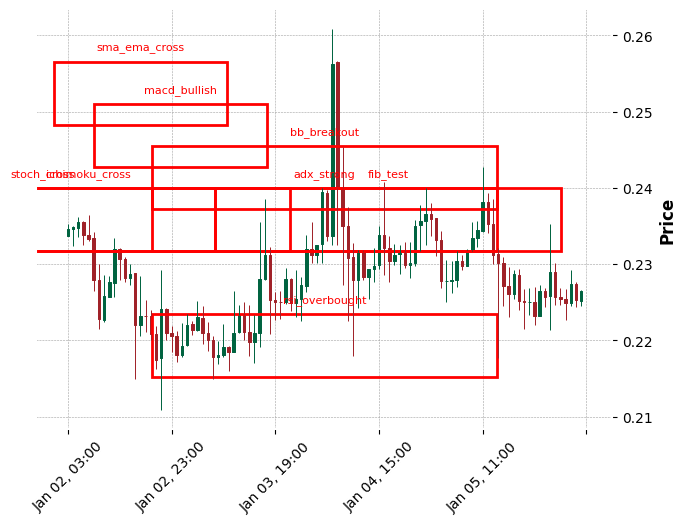 0.26
sma_ema_cross
macd_bullish
0.25
bb_breakout
stoch_cross
ichimoku_cross
adx_strong
fib_test
0.24
Price
0.23
rsi_overbought
0.22
0.21
Jan 02, 03:00
Jan 02, 23:00
Jan 03, 19:00
Jan 04, 15:00
Jan 05, 11:00